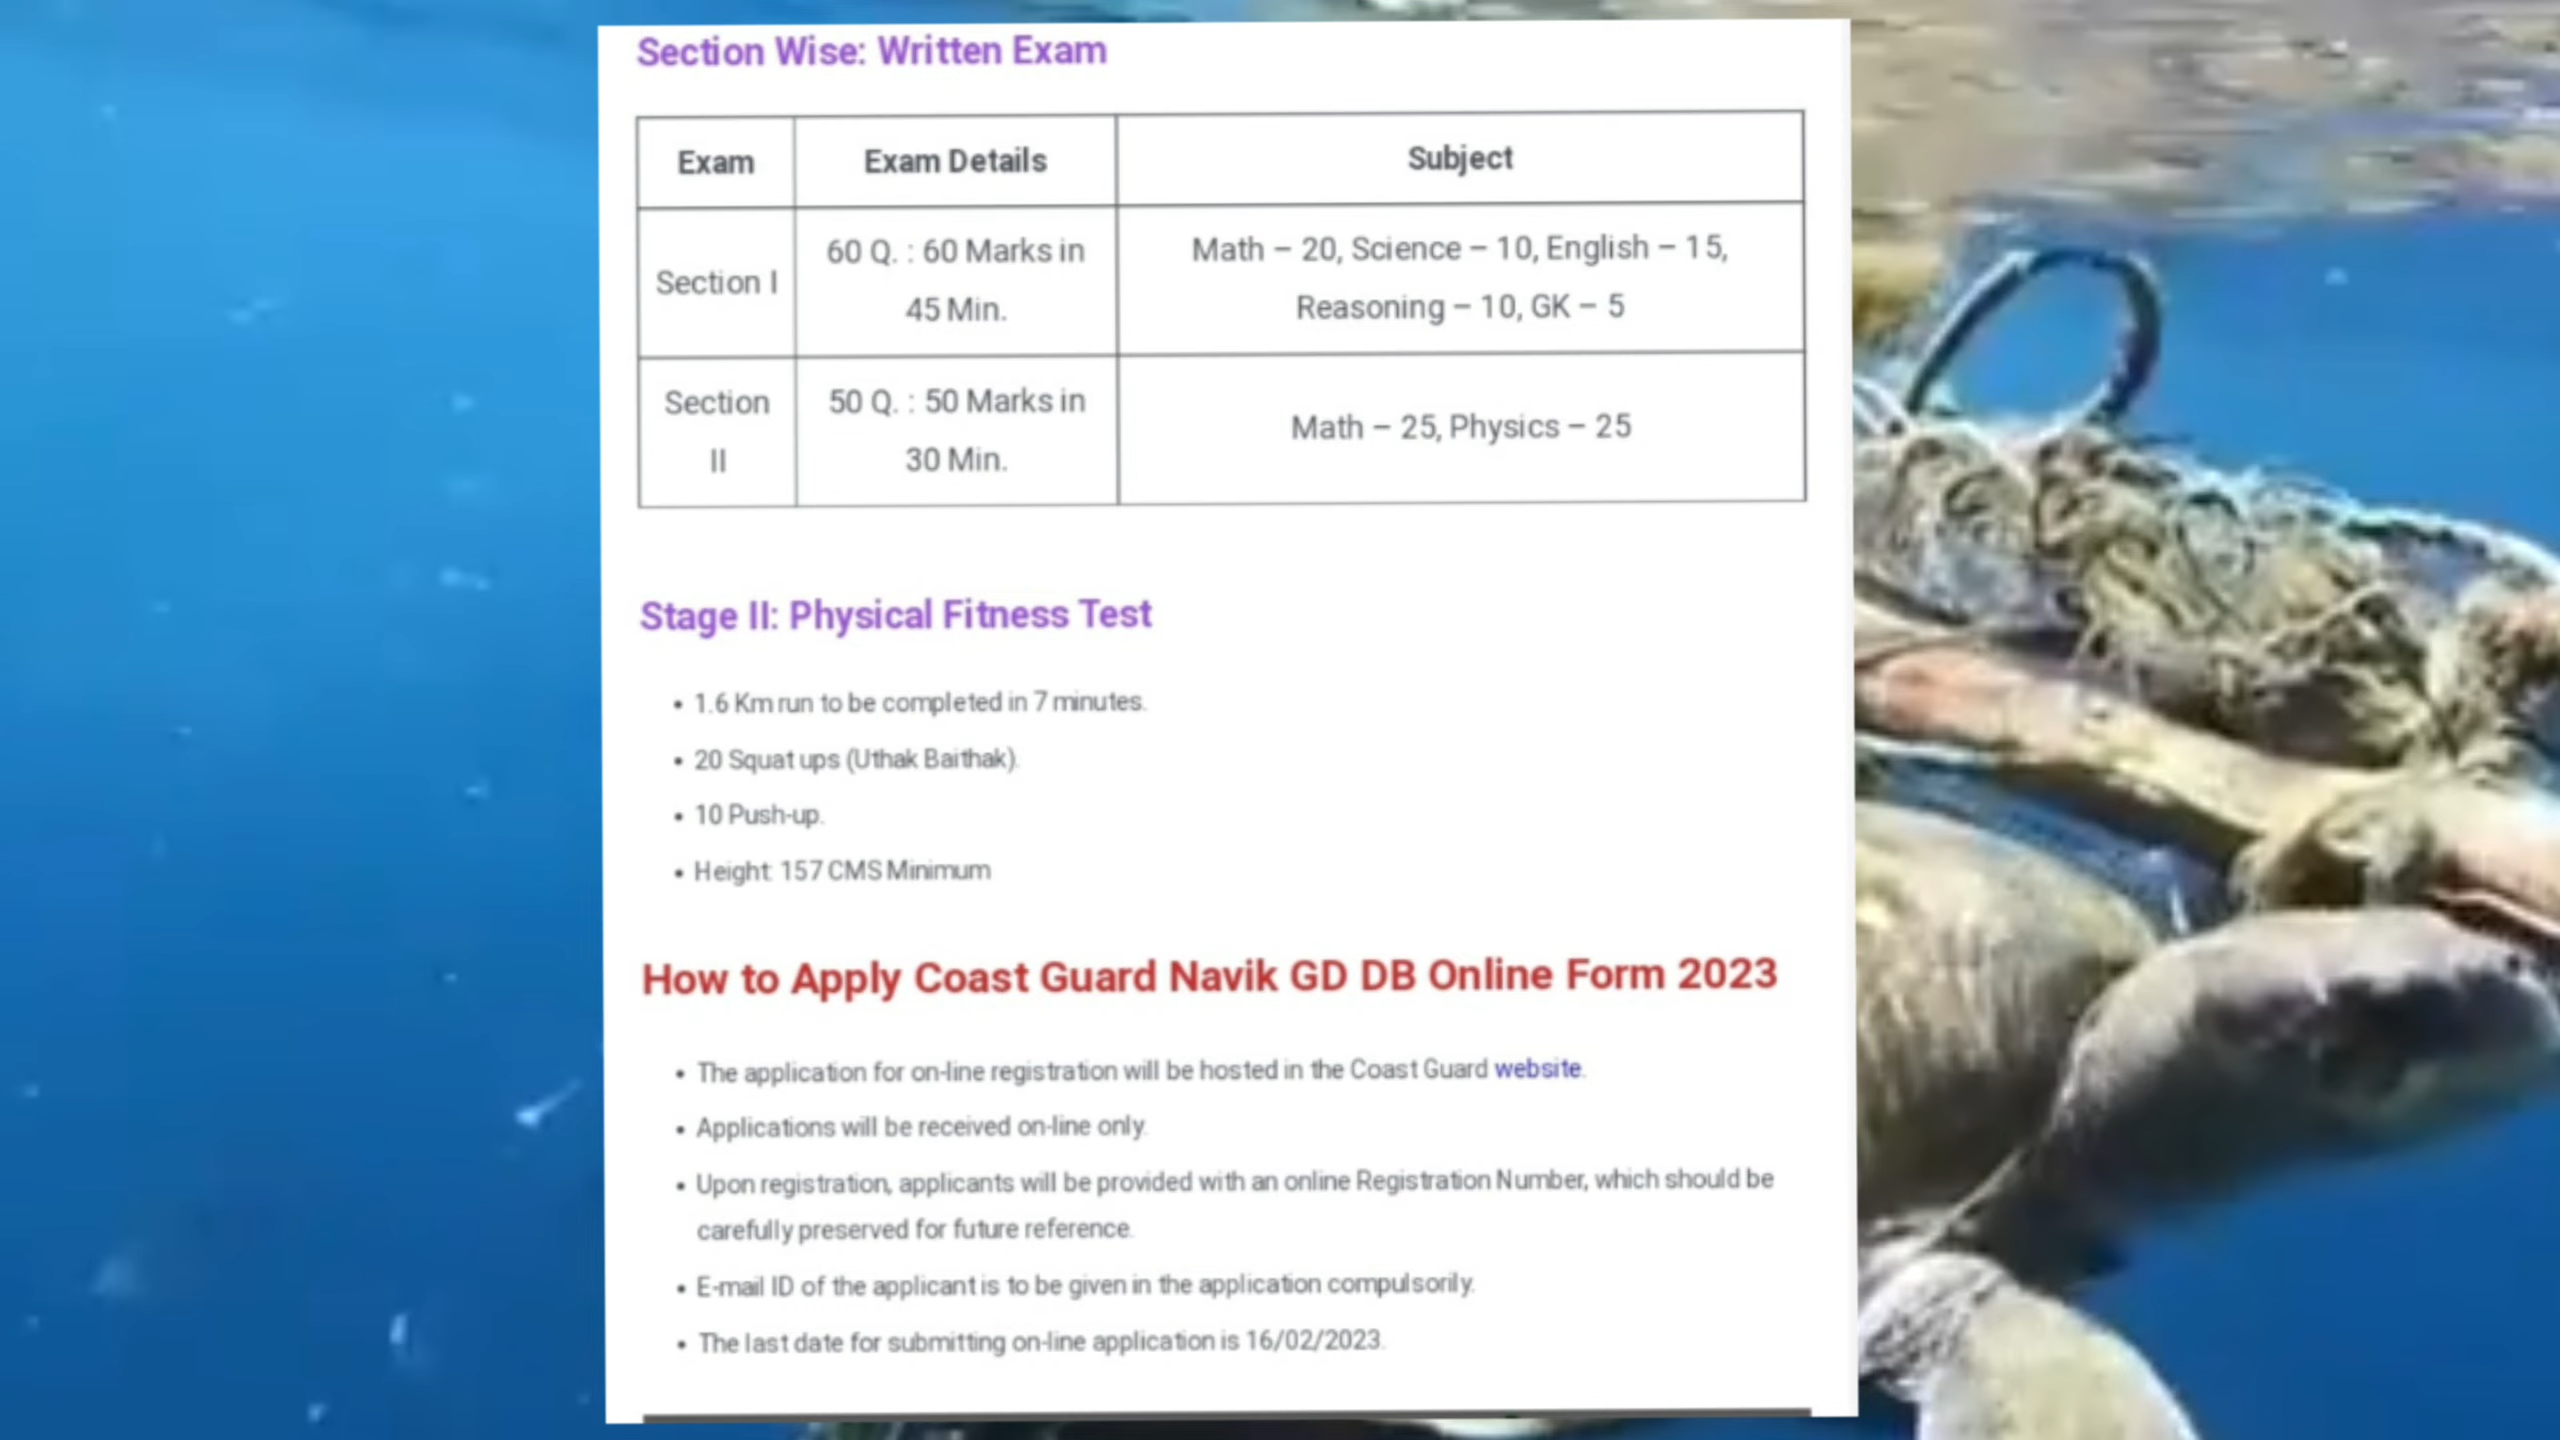 Section Wise: Written Exam
Exam Exam Details Subject
Section I
60 Q. : 60 Marks in
45 Min.
Math – 20, Science – 10, English – 15,
Reasoning – 10, GK – 5
Section
II
50 Q. : 50 Marks in
30 Min.
Math – 25, Physics – 25
Stage II: Physical Fitness Test
• 1.6 Km run to be completed in 7 minutes.
• 20 Squat ups (Uthak Baithak).
• 10 Push-up.
• Height: 157 CMS Minimum
How to Apply Coast Guard Navik GD DB Online Form 2023
• The application for on-line registration will be hosted in the Coast Guard website.
• Applications will be received on-line only.
• Upon registration, applicants will be provided with an online Registration Number, which should be
carefully preserved for future reference.
• E-mail ID of the applicant is to be given in the application compulsorily.
• The last date for submitting on-line application is 16/02/2023.